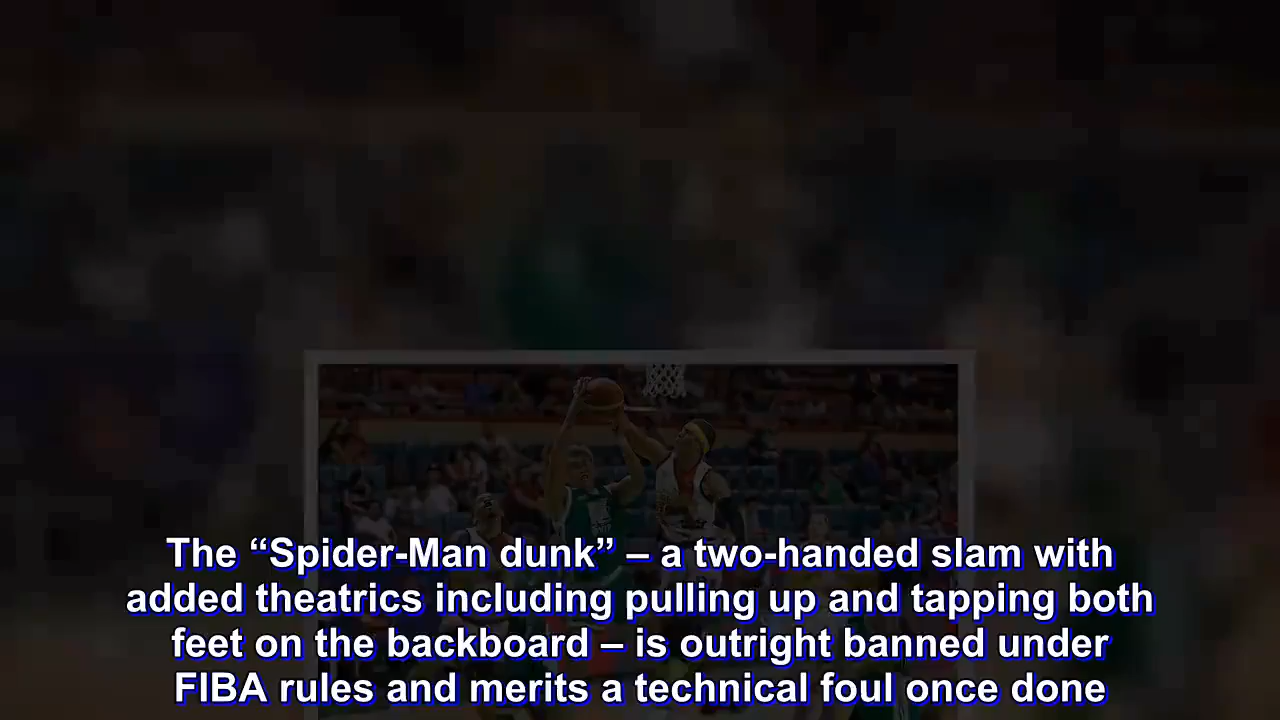 The “Spider-Man dunk” – a two-handed slam with
added theatrics including pulling up and tapping both
feet on the backboard – is outright banned under
FIBA rules and merits a technical foul once done